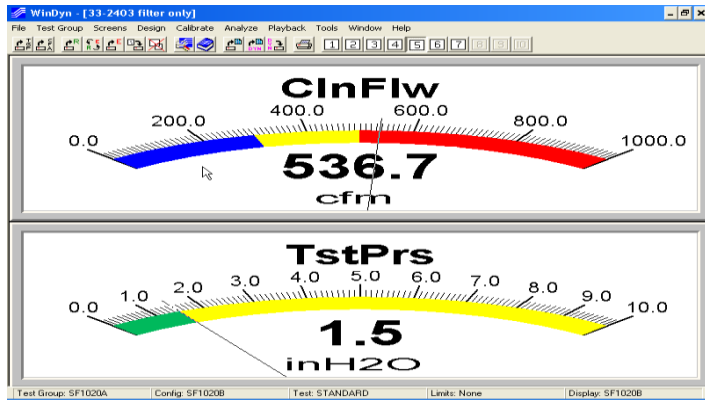 WinDyn - [33-2403 filter only]
File Test Group Screens Design Calibrate Analyze Playback Tools Window Help
1 2 3 4 5 6 7 8 9 10
ClnFlw
0.0 200.0 400.0 600.0 800.0 1000.0
536.7
cfm
TstPrs
0.0 1.0 2.0 3.0 4.0 5.0 6.0 7.0 8.0 9.0 10.0
1.5
inH2O
Test Group: SF1020A Config: SF1020B Test: STANDARD Limits: None Display: SF1020B